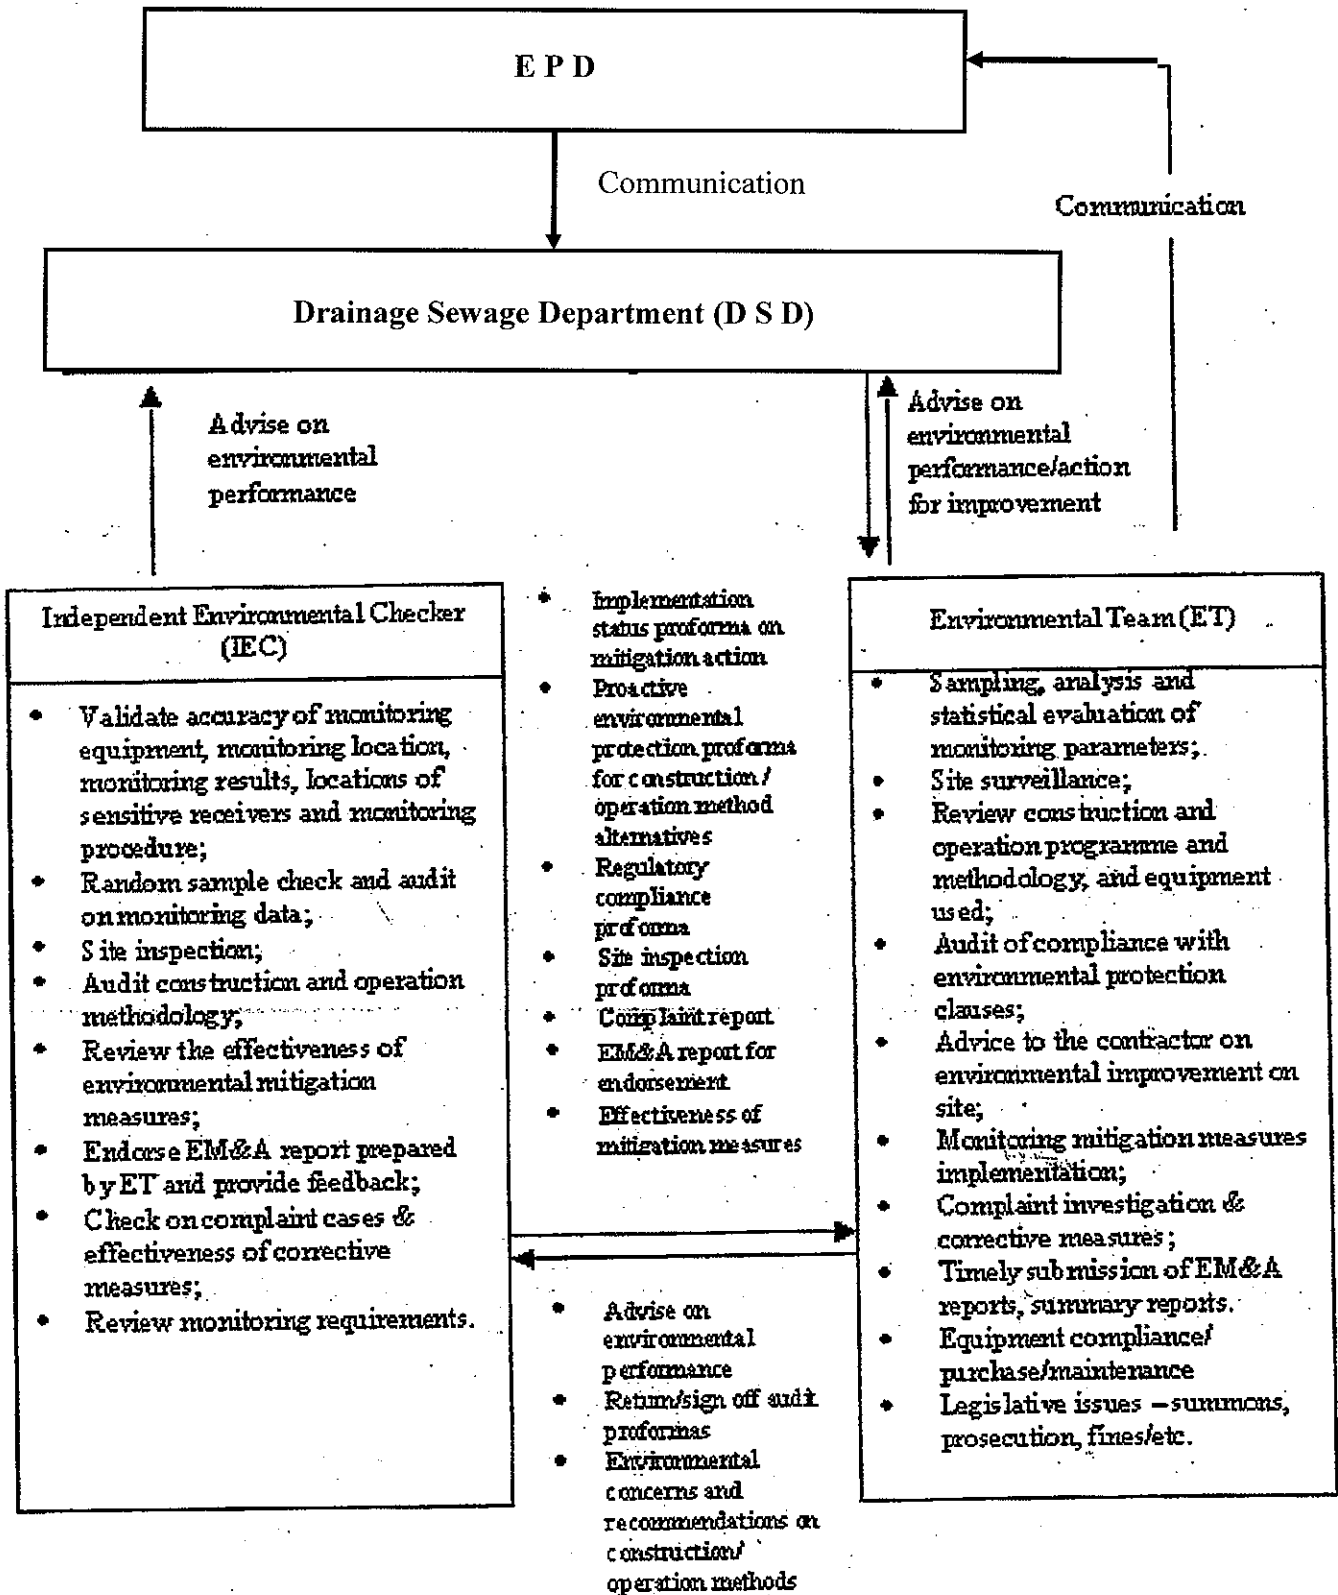 E P D
Communication
Communication
Drainage Sewage Department (D S D)
Advise on
environmental
performance
Advise on
environmental
performance/action
for improvement
Independent Environmental Checker
(IEC)
• Validate accuracy of monitoring
equipment, monitoring location,
monitoring results, locations of
sensitive receivers and monitoring
procedure;
• Random sample check and audit
on monitoring data;
• Site inspection;
• Audit construction and operation
methodology;
• Review the effectiveness of
environmental mitigation
measures;
• Endorse EM&A report prepared
by ET and provide feedback;
• Check on complaint cases &
effectiveness of corrective
measures;
• Review monitoring requirements.
• Implementation
status proforma on
mitigation action
• Proactive
environmental
protection proforma
for construction/
operation method
alternatives
• Regulatory
compliance
proforma
• Site inspection
proforma
• Complaint report
• EM&A report for
endorsement
• Effectiveness of
mitigation measures
• Advise on
environmental
performance
• Return/sign off audit
proformas
• Environmental
concerns and
recommendations on
construction/
operation methods
Environmental Team (ET)
• Sampling, analysis and
statistical evaluation of
monitoring parameters;
• Site surveillance;
• Review construction and
operation programme and
methodology, and equipment
used;
• Audit of compliance with
environmental protection
clauses;
• Advice to the contractor on
environmental improvement on
site;
• Monitoring mitigation measures
implementation;
• Complaint investigation &
corrective measures;
• Timely submission of EM&A
reports, summary reports.
• Equipment compliance/
purchase/maintenance
• Legislative issues – summons,
prosecution, fines/etc.